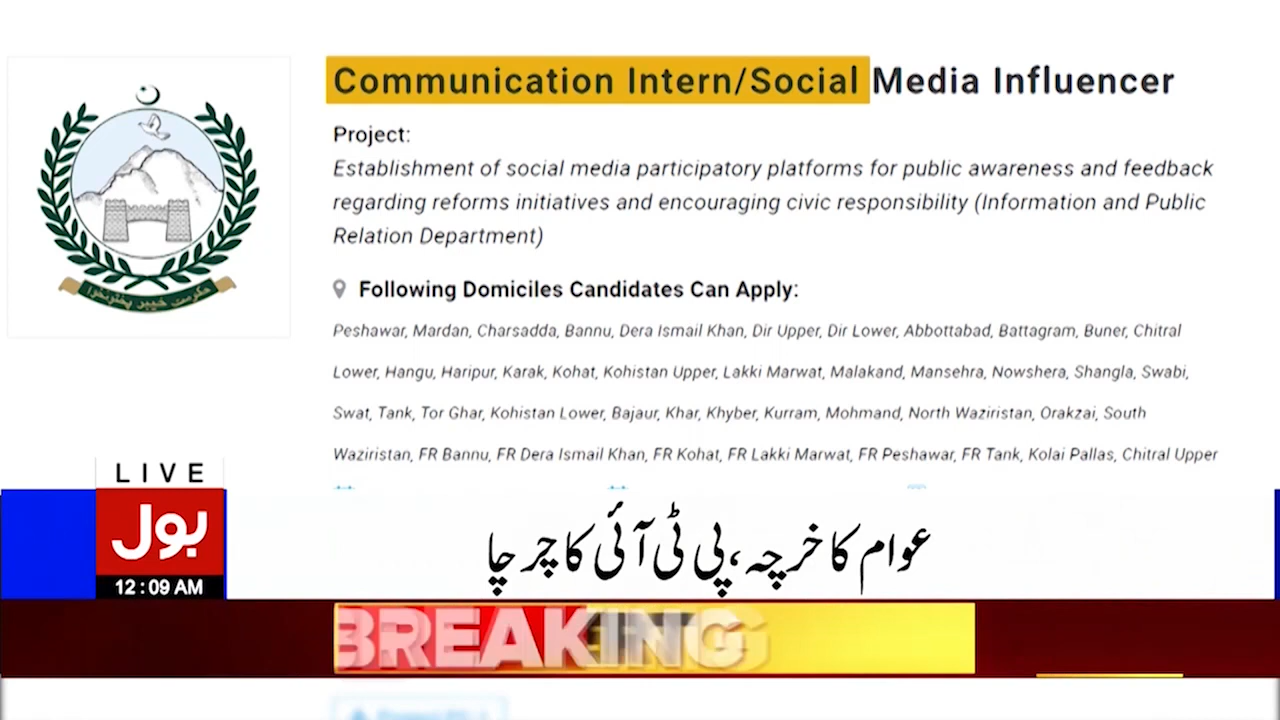 Communication Intern/Social Media Influencer
Project:
Establishment of social media participatory platforms for public awareness and feedback
regarding reforms initiatives and encouraging civic responsibility (Information and Public
Relation Department)
Following Domiciles Candidates Can Apply:
Peshawar, Mardan, Charsadda, Bannu, Dera Ismail Khan, Dir Upper, Dir Lower, Abbottabad, Battagram, Buner, Chitral
Lower, Hangu, Haripur, Karak, Kohat, Kohistan Upper, Lakki Marwat, Malakand, Mansehra, Nowshera, Shangla, Swabi,
Swat, Tank, Tor Ghar, Kohistan Lower, Bajaur, Khar, Khyber, Kurram, Mohmand, North Waziristan, Orakzai, South
Waziristan, FR Bannu, FR Dera Ismail Khan, FR Kohat, FR Lakki Marwat, FR Peshawar, FR Tank, Kolai Pallas, Chitral Upper
حکومت خیبر پختونخوا
LIVE
بول
12:09 AM
عوام کا خرچہ، پی ٹی آئی کا چرچا
BREAKING